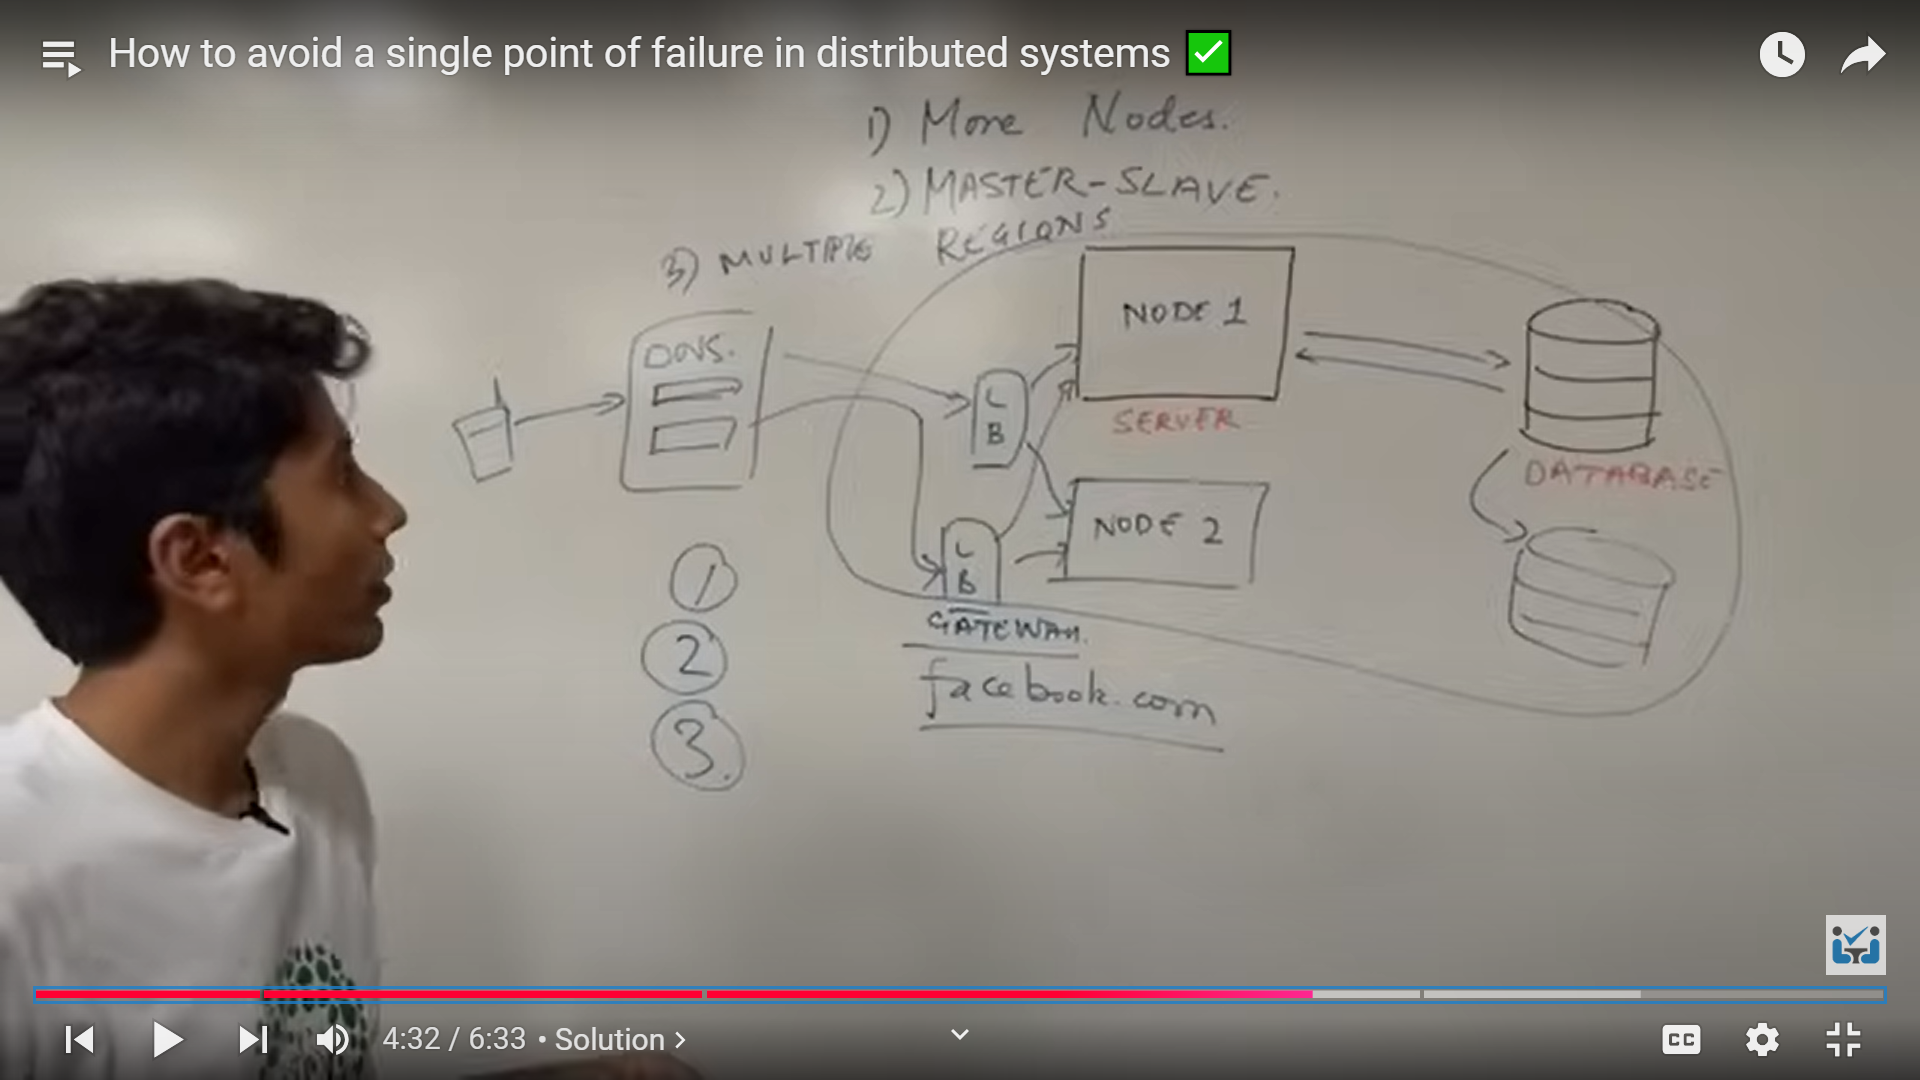 How to avoid a single point of failure in distributed systems ✅
1) More Nodes.
2) MASTER-SLAVE.
3) MULTIPLE REGIONS
DNS.
L
B
NODE 1
SERVER
DATABASE
NODE 2
L
B
GATEWAY.
facebook.com
1
2
3.
4:32 / 6:33 • Solution >
CC